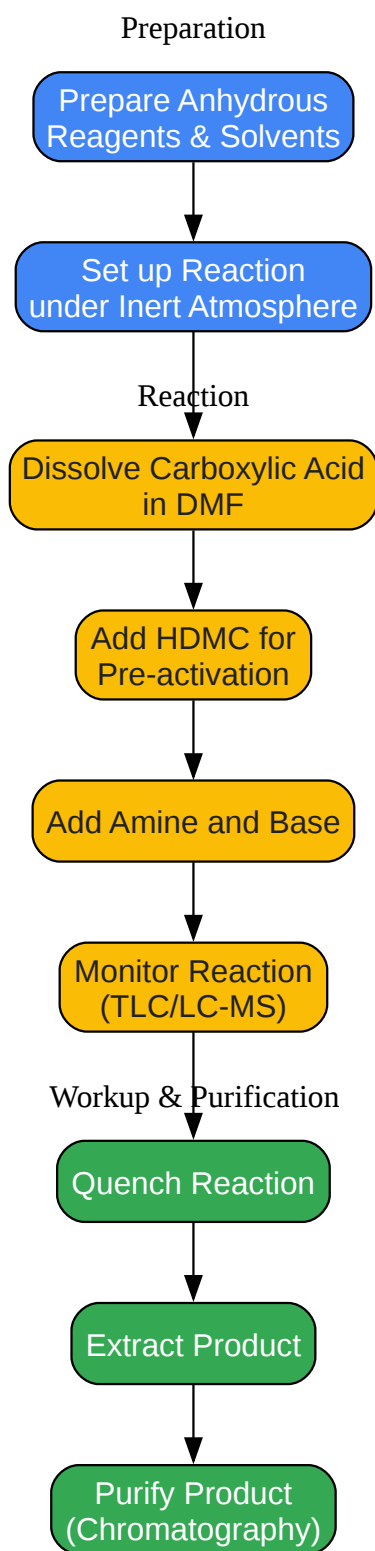 Preparation
Prepare Anhydrous
Reagents & Solvents
Set up Reaction
under Inert Atmosphere
Reaction
Dissolve Carboxylic Acid
in DMF
Add HDMC for
Pre-activation
Add Amine and Base
Monitor Reaction
(TLC/LC-MS)
Workup & Purification
Quench Reaction
Extract Product
Purify Product
(Chromatography)